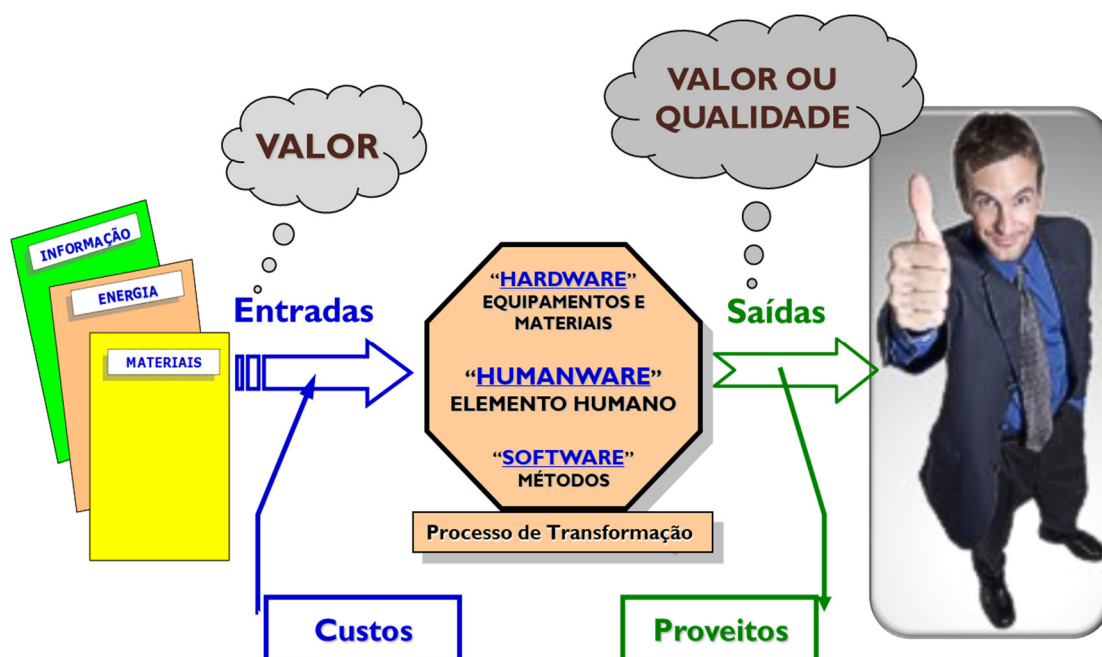 VALOR
VALOR OU
QUALIDADE
INFORMAÇÃO
ENERGIA
MATERIAIS
Entradas
“HARDWARE”
EQUIPAMENTOS E
MATERIAIS
“HUMANWARE”
ELEMENTO HUMANO
“SOFTWARE”
MÉTODOS
Processo de Transformação
Saídas
Custos
Proveitos